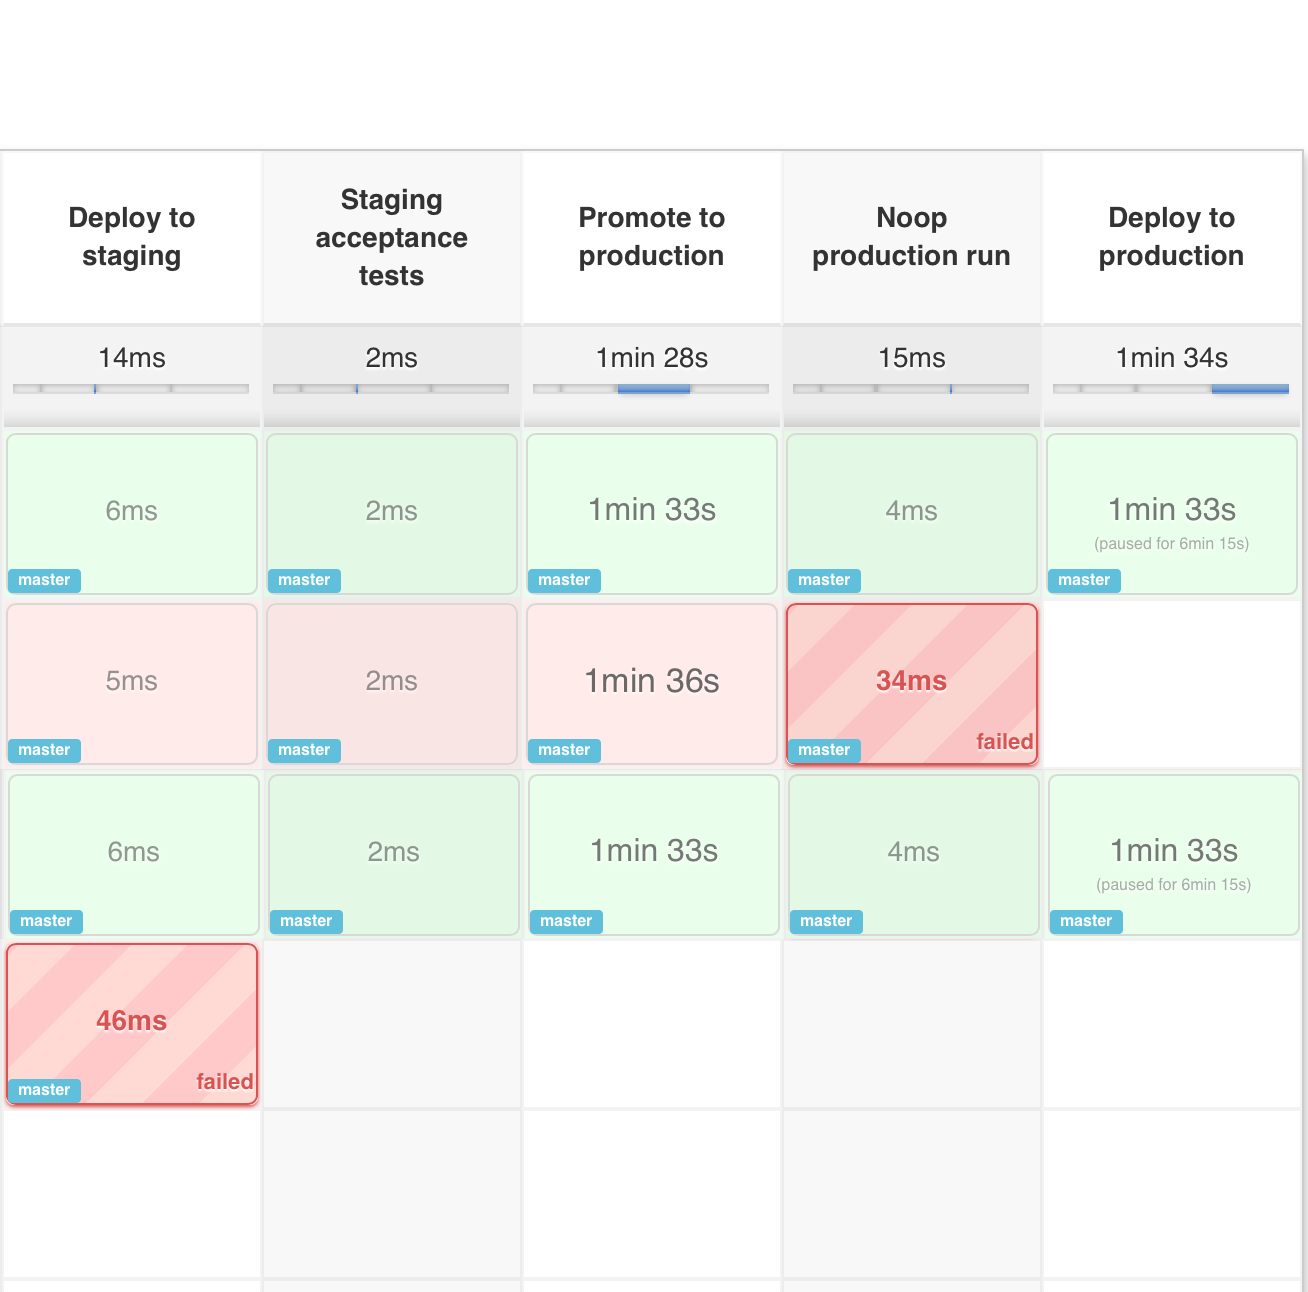 Deploy to
staging
Staging
acceptance
tests
Promote to
production
Noop
production run
Deploy to
production
14ms
2ms
1min 28s
15ms
1min 34s
6ms
master
2ms
master
1min 33s
master
4ms
master
1min 33s
(paused for 6min 15s)
master
5ms
master
2ms
master
1min 36s
master
34ms
failed
master
6ms
master
2ms
master
1min 33s
master
4ms
master
1min 33s
(paused for 6min 15s)
master
46ms
failed
master